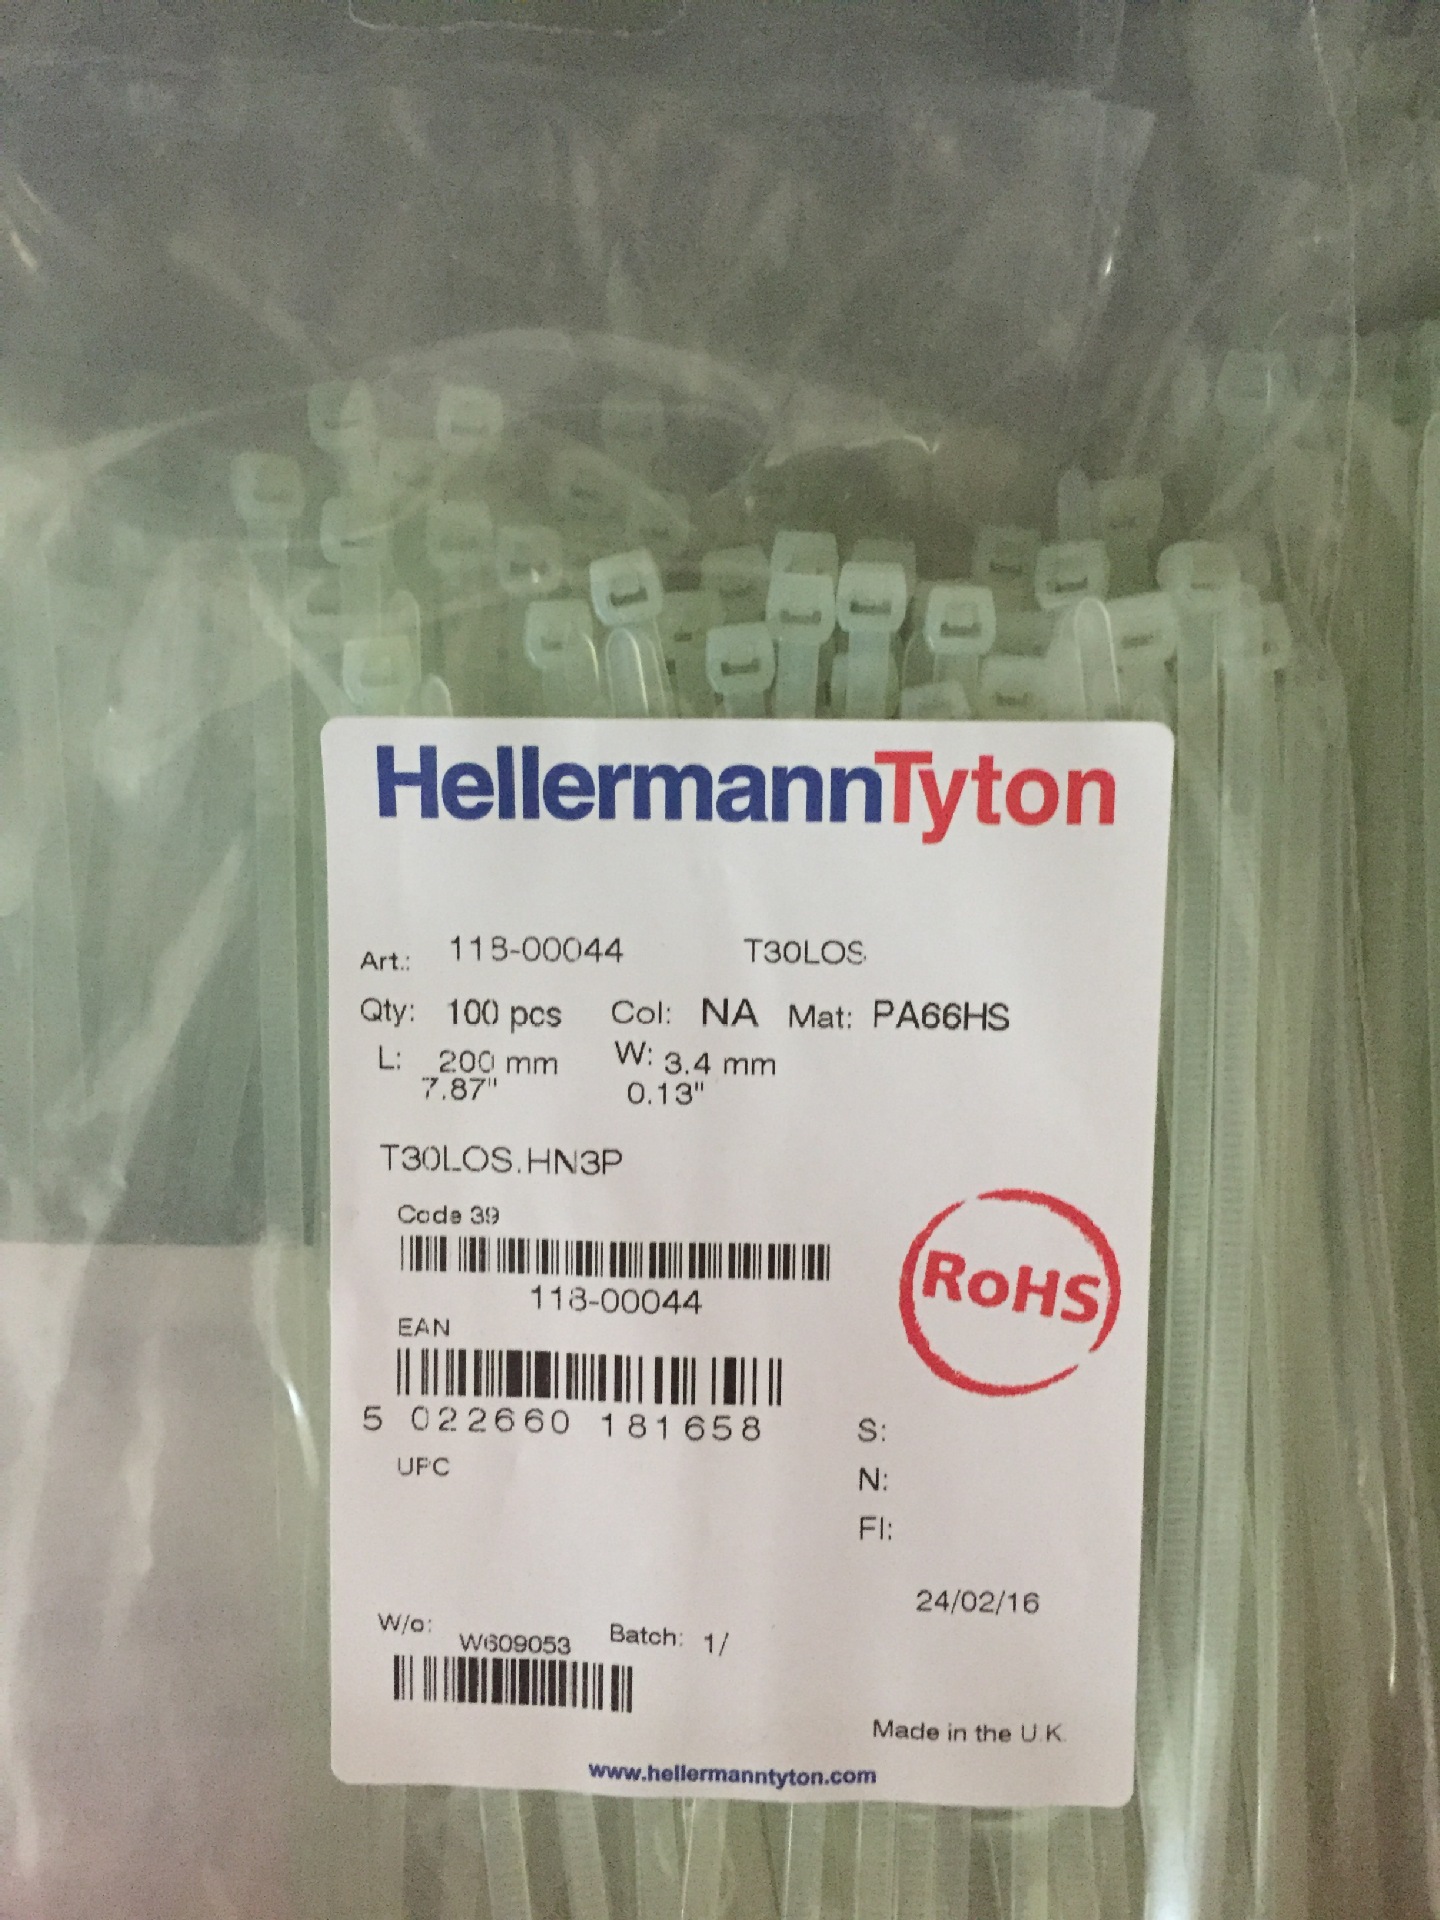 HellermannTyton
Art.: 118-00044 T30LOS
Qty: 100 pcs Col: NA Mat: PA66HS
L: 200 mm W: 3.4 mm
7.87" 0.13"
T30LOS.HN3P
Code 39
118-00044
RoHS
EAN
5 022660 181658
UPC
S:
N:
FI:
24/02/16
W/o: W609053 Batch: 1/
Made in the U.K.
www.hellermanntyton.com